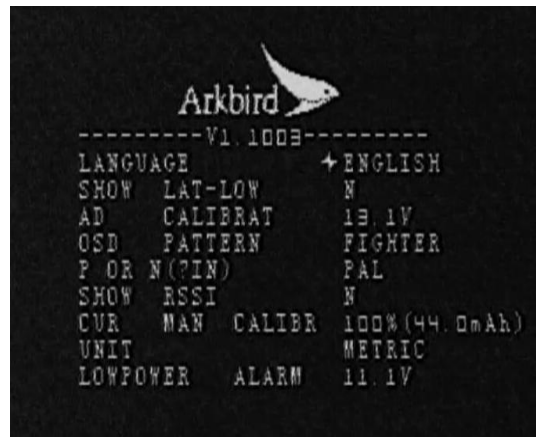 Arkbird
---------V1.1003---------
LANGUAGE ENGLISH
SHOW LAT-LOW N
AD CALIBRAT 13.1V
OSD PATTERN FIGHTER
P OR N(?IN) PAL
SHOW RSSI N
CUR MAN CALIBR 100%(44.0mAh)
UNIT METRIC
LOWPOWER ALARM 11.1V